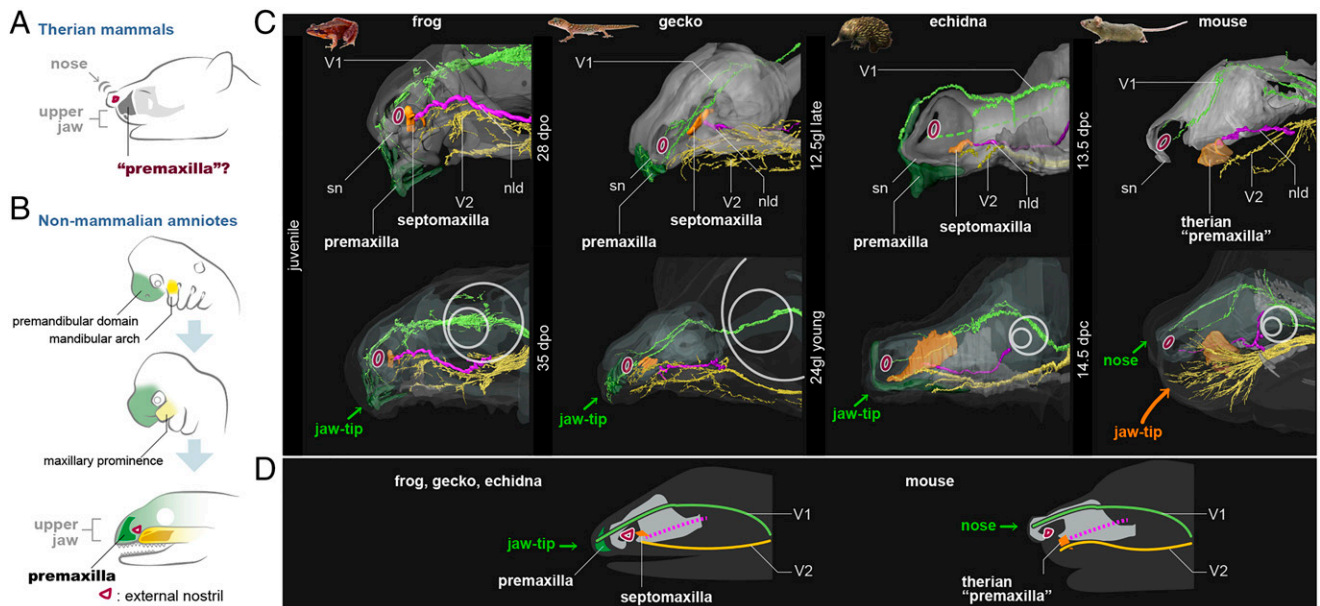 A
Therian mammals
nose
upper
jaw
"premaxilla"?
B
Non-mammalian amniotes
premandibular domain
mandibular arch
maxillary prominence
upper
jaw
premaxilla
: external nostril
C
frog
gecko
echidna
mouse
juvenile
V1
28 dpo
sn
nld
V2
septomaxilla
premaxilla
V1
12.5gl late
sn
nld
V2
septomaxilla
premaxilla
V1
13.5 dpc
sn
V2
nld
septomaxilla
premaxilla
V1
sn
nld
V2
therian
"premaxilla"
35 dpo
jaw-tip
24gl young
jaw-tip
14.5 dpc
jaw-tip
nose
jaw-tip
D
frog, gecko, echidna
mouse
V1
jaw-tip
V2
premaxilla
septomaxilla
V1
nose
V2
therian
"premaxilla"